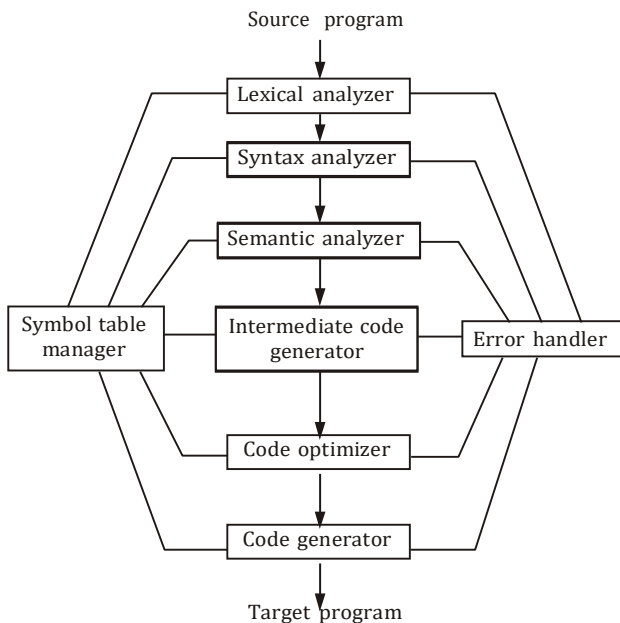 Source program
Lexical analyzer
Syntax analyzer
Semantic analyzer
Symbol table
manager
Intermediate code
generator
Error handler
Code optimizer
Code generator
Target program